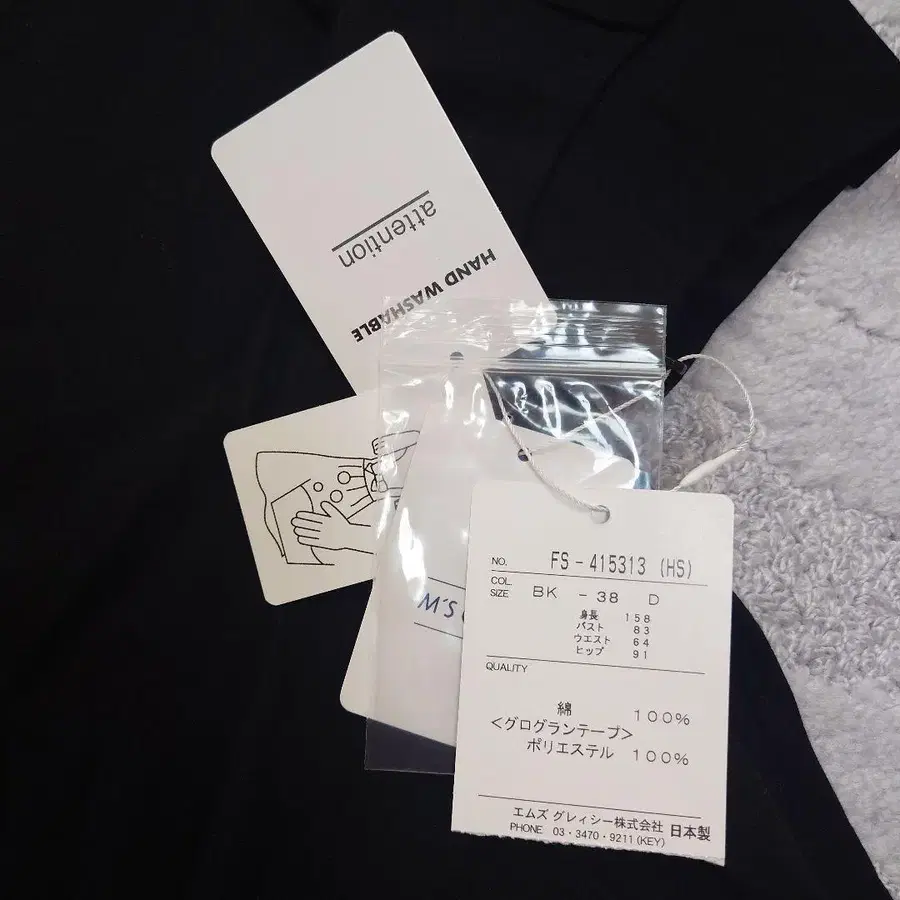 attention
HAND WASHABLE
M'S
NO. FS-415313 (HS)
COL.
SIZE BK - 38 D
身長 158
バスト 83
ウエスト 64
ヒップ 91
QUALITY
綿 100%
<グログランテープ>
ポリエステル 100%
エムズ グレィシー株式会社 日本製
PHONE 03・3470・9211(KEY)